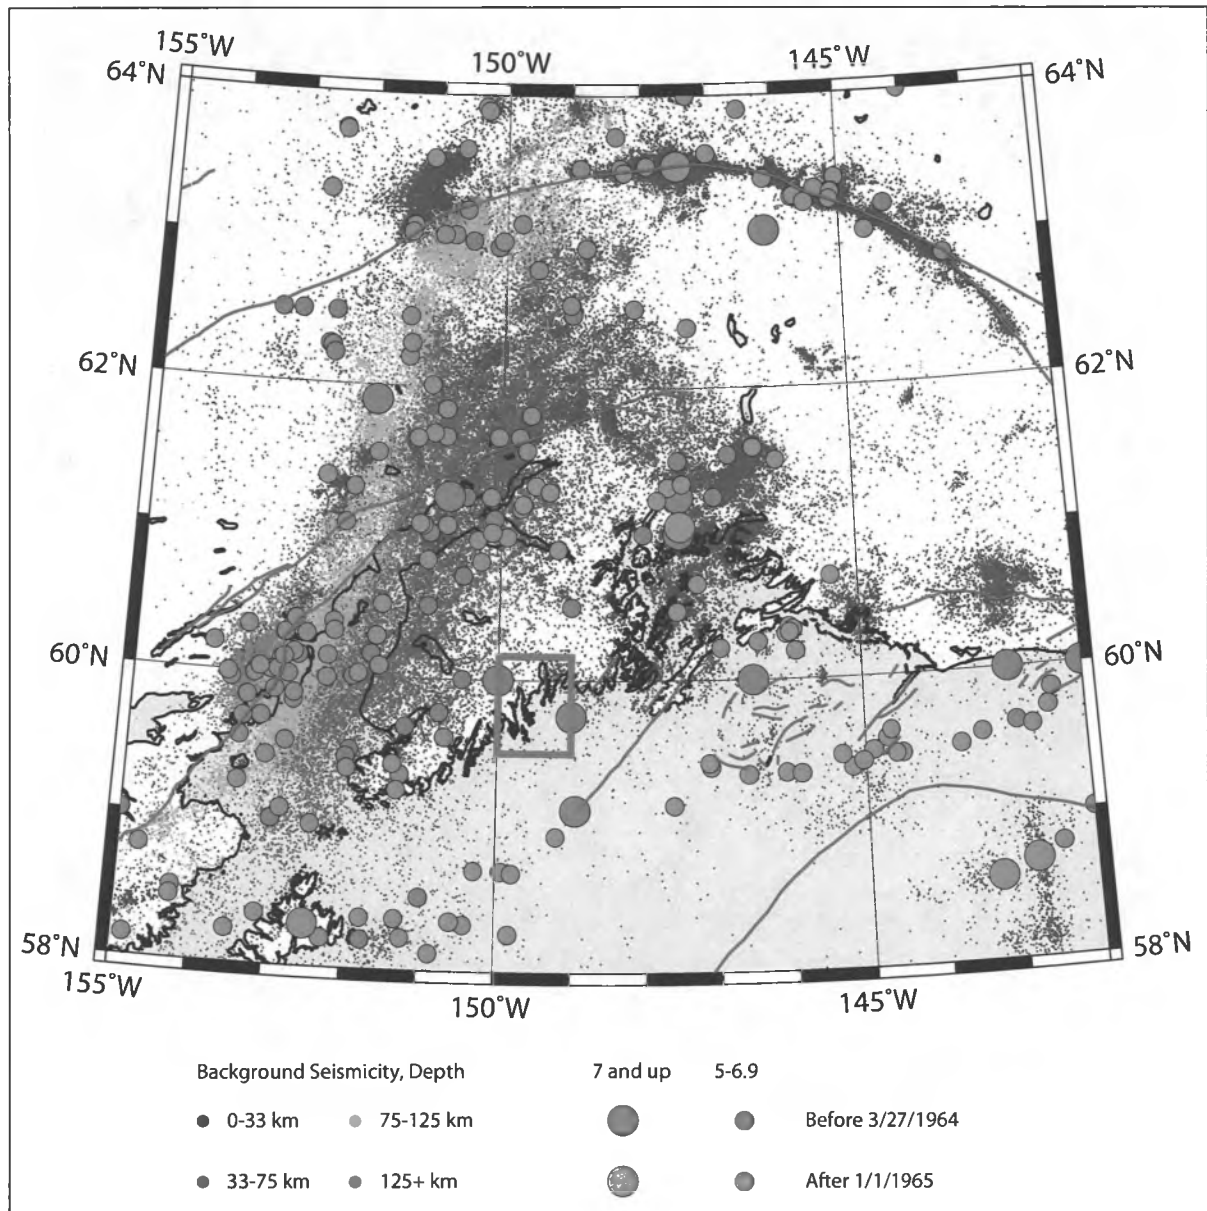 155°W
150°W
145°W
64°N
64°N
62°N
62°N
60°N
60°N
58°N
58°N
155°W
150°W
145°W
Background Seismicity, Depth
7 and up
5-6.9
0-33 km
75-125 km
Before 3/27/1964
33-75 km
125+ km
After 1/1/1965